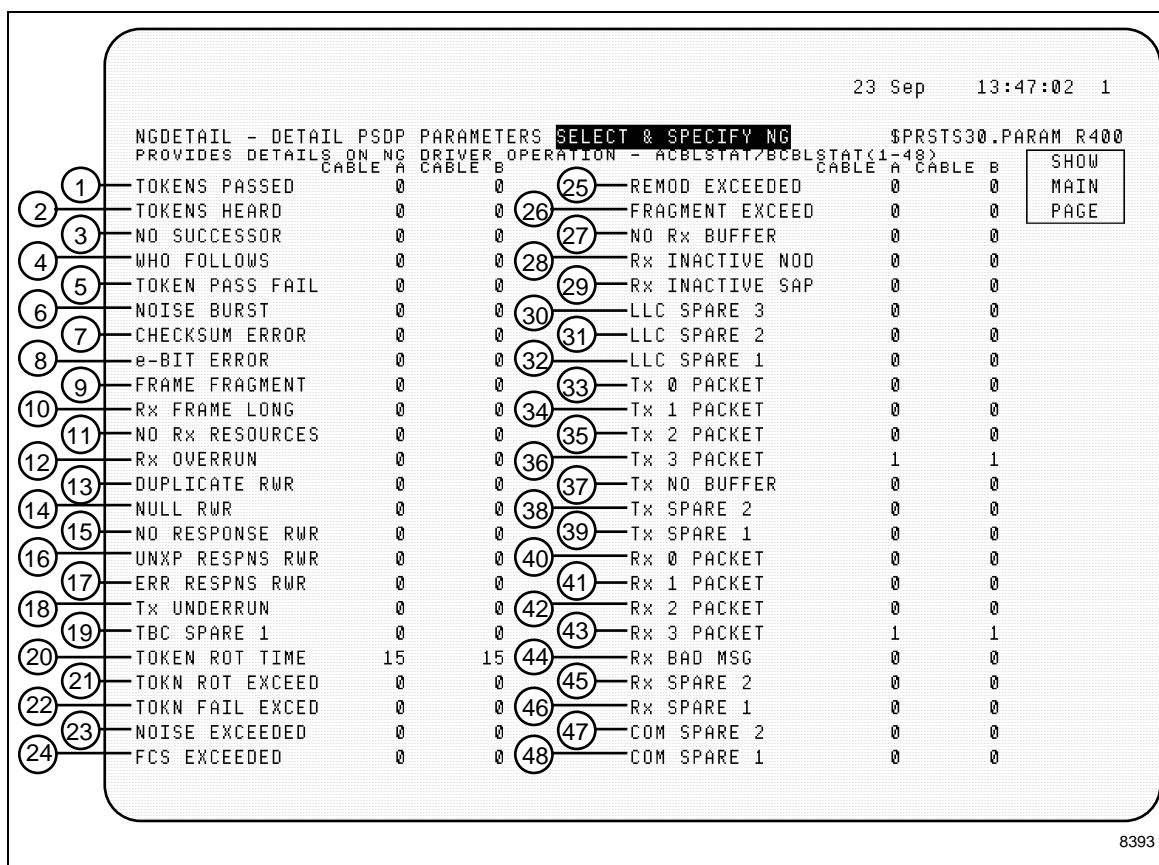 23 Sep 13:47:02 1
NGDETAIL - DETAIL PSDP PARAMETERS SELECT & SPECIFY NG $PRSTS30.PARAM R400
PROVIDES DETAILS ON NG DRIVER OPERATION - ACBLSTAT/BCBLSTAT(1-48)
CABLE A CABLE B CABLE A CABLE B SHOW
1 TOKENS PASSED 0 0 25 REMOD EXCEEDED 0 0 MAIN
2 TOKENS HEARD 0 0 26 FRAGMENT EXCEED 0 0 PAGE
3 NO SUCCESSOR 0 0 27 NO Rx BUFFER 0 0
4 WHO FOLLOWS 0 0 28 Rx INACTIVE NOD 0 0
5 TOKEN PASS FAIL 0 0 29 Rx INACTIVE SAP 0 0
6 NOISE BURST 0 0 30 LLC SPARE 3 0 0
7 CHECKSUM ERROR 0 0 31 LLC SPARE 2 0 0
8 e-BIT ERROR 0 0 32 LLC SPARE 1 0 0
9 FRAME FRAGMENT 0 0 33 Tx 0 PACKET 0 0
10 Rx FRAME LONG 0 0 34 Tx 1 PACKET 0 0
11 NO Rx RESOURCES 0 0 35 Tx 2 PACKET 0 0
12 Rx OVERRUN 0 0 36 Tx 3 PACKET 1 1
13 DUPLICATE RWR 0 0 37 Tx NO BUFFER 0 0
14 NULL RWR 0 0 38 Tx SPARE 2 0 0
15 NO RESPONSE RWR 0 0 39 Tx SPARE 1 0 0
16 UNXP RESPNS RWR 0 0 40 Rx 0 PACKET 0 0
17 ERR RESPNS RWR 0 0 41 Rx 1 PACKET 0 0
18 Tx UNDERRUN 0 0 42 Rx 2 PACKET 0 0
19 TBC SPARE 1 0 0 43 Rx 3 PACKET 1 1
20 TOKEN ROT TIME 15 15 44 Rx BAD MSG 0 0
21 TOKN ROT EXCEED 0 0 45 Rx SPARE 2 0 0
22 TOKN FAIL EXCED 0 0 46 Rx SPARE 1 0 0
23 NOISE EXCEEDED 0 0 47 COM SPARE 2 0 0
24 FCS EXCEEDED 0 0 48 COM SPARE 1 0 0
8393